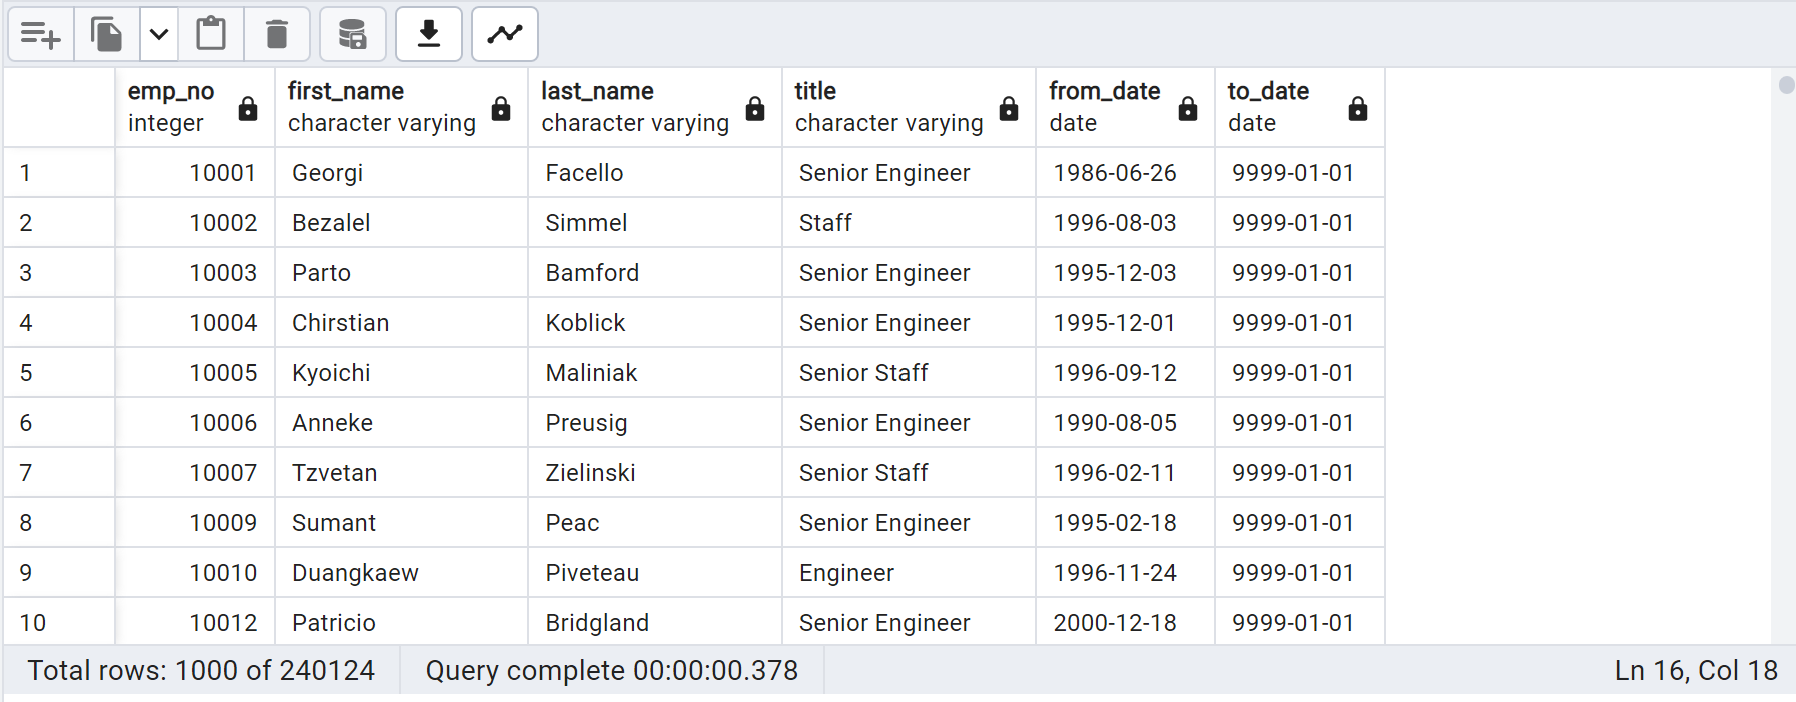 emp_no first_name last_name title from_date to_date
integer character varying character varying character varying date date
1 10001 Georgi Facello Senior Engineer 1986-06-26 9999-01-01
2 10002 Bezalel Simmel Staff 1996-08-03 9999-01-01
3 10003 Parto Bamford Senior Engineer 1995-12-03 9999-01-01
4 10004 Chirstian Koblick Senior Engineer 1995-12-01 9999-01-01
5 10005 Kyoichi Maliniak Senior Staff 1996-09-12 9999-01-01
6 10006 Anneke Preusig Senior Engineer 1990-08-05 9999-01-01
7 10007 Tzvetan Zielinski Senior Staff 1996-02-11 9999-01-01
8 10009 Sumant Peac Senior Engineer 1995-02-18 9999-01-01
9 10010 Duangkaew Piveteau Engineer 1996-11-24 9999-01-01
10 10012 Patricio Bridgland Senior Engineer 2000-12-18 9999-01-01
Total rows: 1000 of 240124 Query complete 00:00:00.378 Ln 16, Col 18